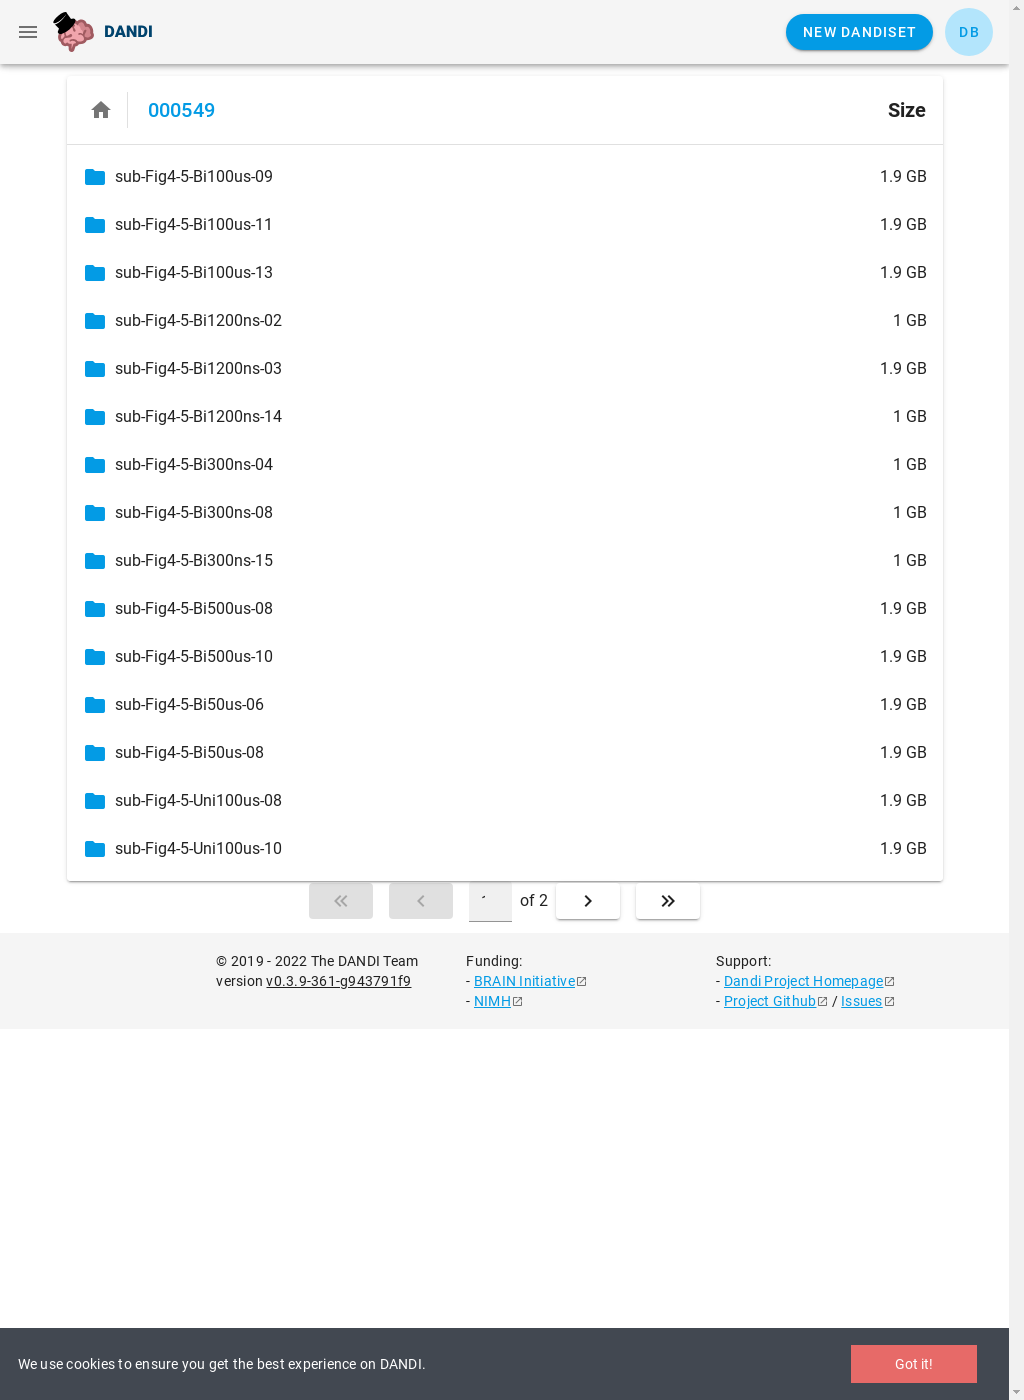 DANDI
NEW DANDISET
DB
000549 Size
sub-Fig4-5-Bi100us-09 1.9 GB
sub-Fig4-5-Bi100us-11 1.9 GB
sub-Fig4-5-Bi100us-13 1.9 GB
sub-Fig4-5-Bi1200ns-02 1 GB
sub-Fig4-5-Bi1200ns-03 1.9 GB
sub-Fig4-5-Bi1200ns-14 1 GB
sub-Fig4-5-Bi300ns-04 1 GB
sub-Fig4-5-Bi300ns-08 1 GB
sub-Fig4-5-Bi300ns-15 1 GB
sub-Fig4-5-Bi500us-08 1.9 GB
sub-Fig4-5-Bi500us-10 1.9 GB
sub-Fig4-5-Bi50us-06 1.9 GB
sub-Fig4-5-Bi50us-08 1.9 GB
sub-Fig4-5-Uni100us-08 1.9 GB
sub-Fig4-5-Uni100us-10 1.9 GB
of 2
© 2019 - 2022 The DANDI Team
version v0.3.9-361-g943791f9
Funding:
- BRAIN Initiative
- NIMH
Support:
- Dandi Project Homepage
- Project Github / Issues
We use cookies to ensure you get the best experience on DANDI.
Got it!